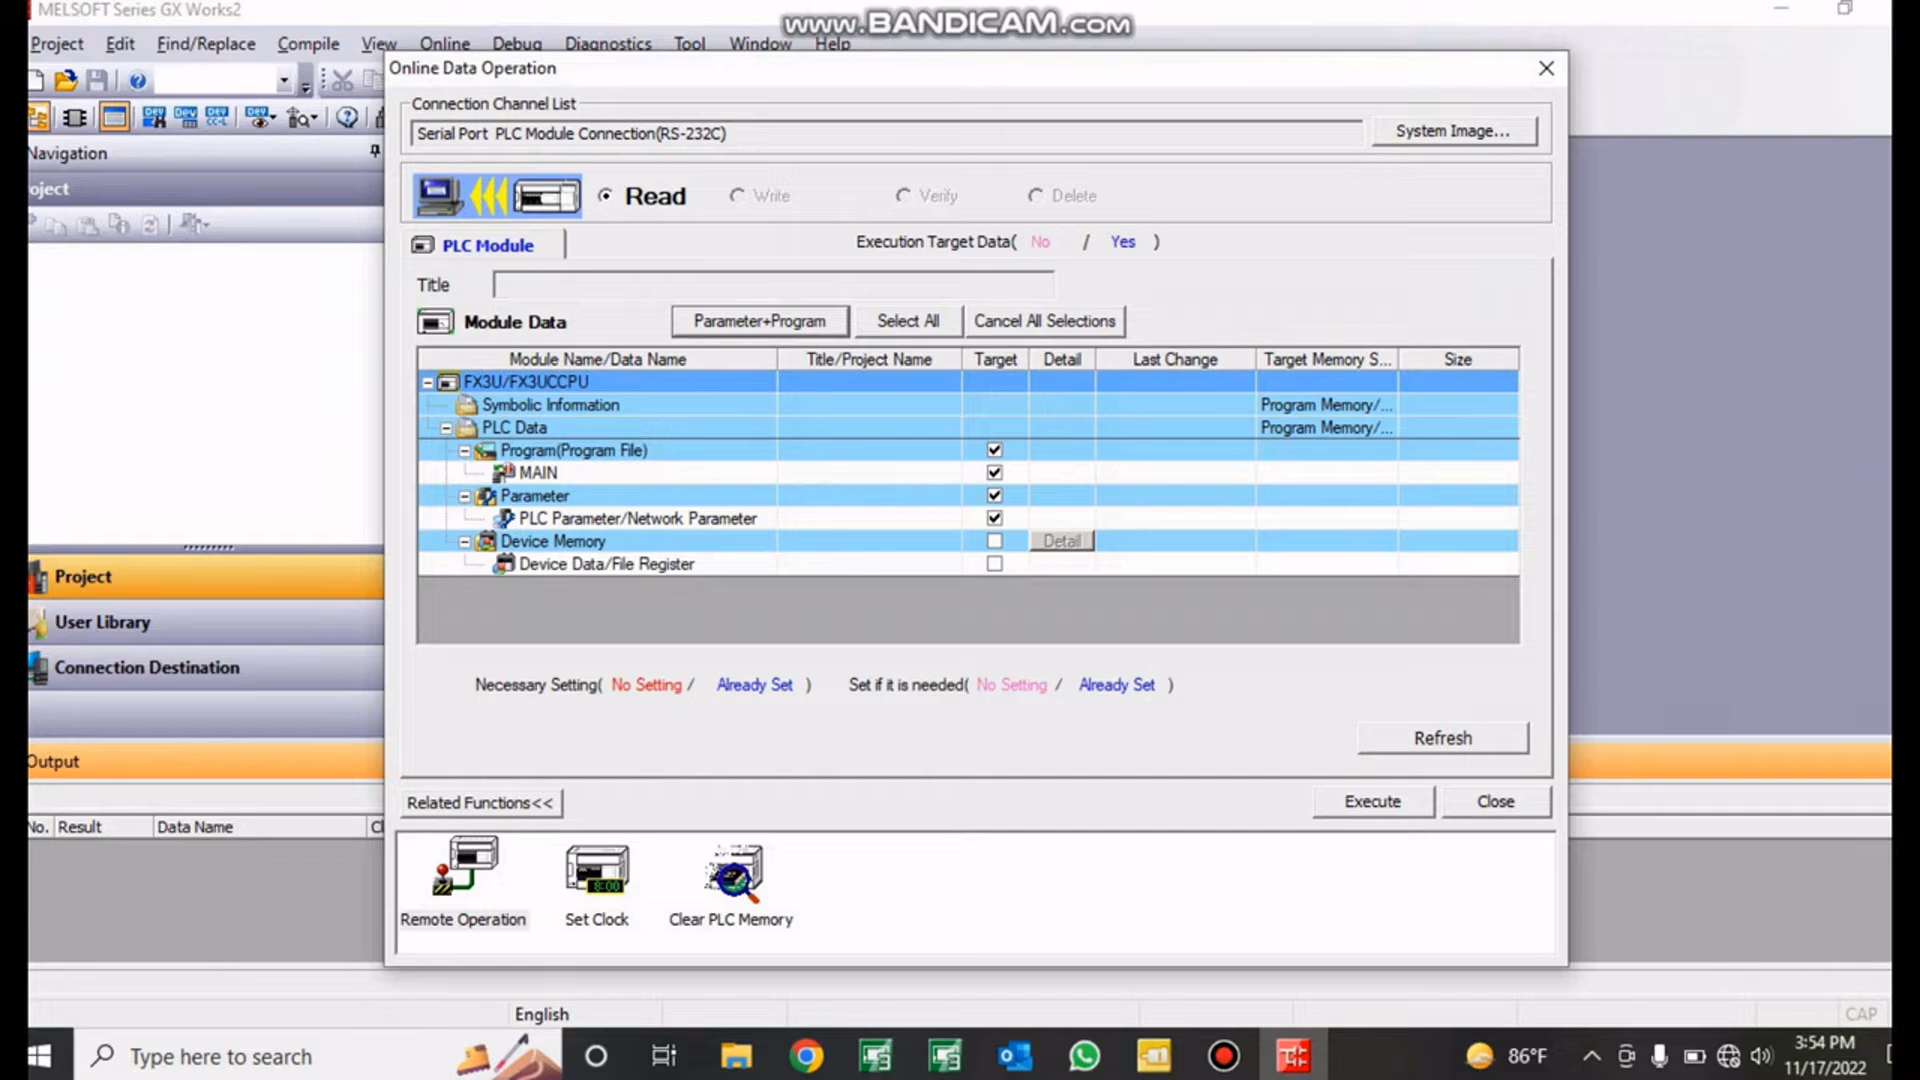 MELSOFT Series GX Works2
www.BANDICAM.com
Project Edit Find/Replace Compile View Online Debug Diagnostics Tool Window Help
Online Data Operation
Connection Channel List
Serial Port PLC Module Connection(RS-232C)
System Image...
Navigation
oject
Read
Write
Verify
Delete
PLC Module
Execution Target Data( No / Yes )
Title
Module Data
Parameter+Program
Select All
Cancel All Selections
Module Name/Data Name Title/Project Name Target Detail Last Change Target Memory S... Size
FX3U/FX3UCCPU
Symbolic Information Program Memory/...
PLC Data Program Memory/...
Program(Program File)
MAIN
Parameter
PLC Parameter/Network Parameter
Device Memory Detail
Device Data/File Register
Project
User Library
Connection Destination
Necessary Setting( No Setting / Already Set ) Set if it is needed( No Setting / Already Set )
Refresh
Output
Related Functions<<
Execute
Close
No. Result Data Name C
8:00
Remote Operation
Set Clock
Clear PLC Memory
English
CAP
Type here to search
86°F
3:54 PM
11/17/2022